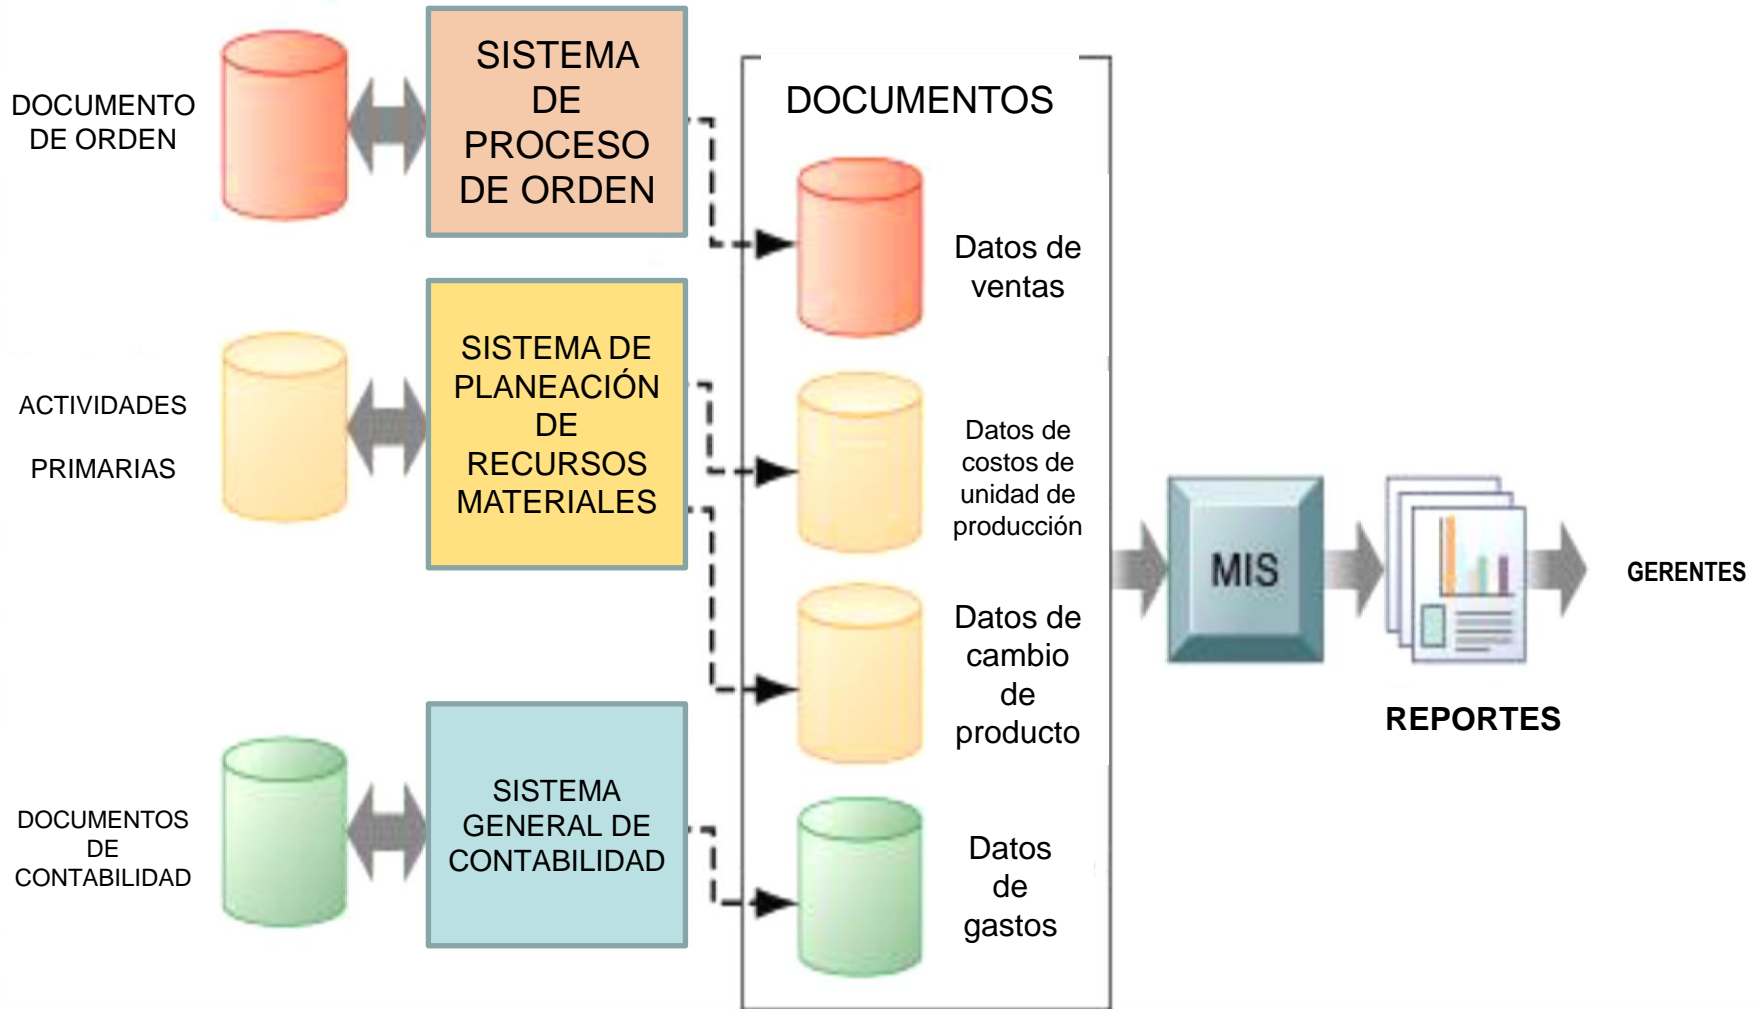 DOCUMENTO
DE ORDEN
SISTEMA
DE
PROCESO
DE ORDEN
DOCUMENTOS
Datos de
ventas
ACTIVIDADES
PRIMARIAS
SISTEMA DE
PLANEACIÓN
DE
RECURSOS
MATERIALES
Datos de
costos de
unidad de
producción
Datos de
cambio
de
producto
DOCUMENTOS
DE
CONTABILIDAD
SISTEMA
GENERAL DE
CONTABILIDAD
Datos
de
gastos
MIS
REPORTES
GERENTES